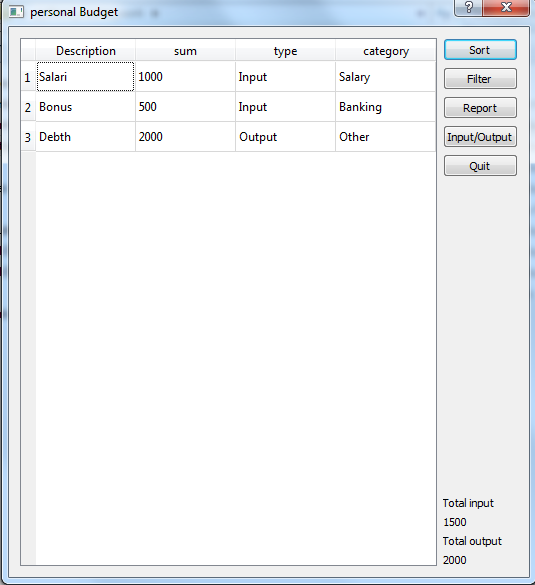 personal Budget
Description sum type category
1 Salari 1000 Input Salary
2 Bonus 500 Input Banking
3 Debth 2000 Output Other
Sort
Filter
Report
Input/Output
Quit
Total input
1500
Total output
2000